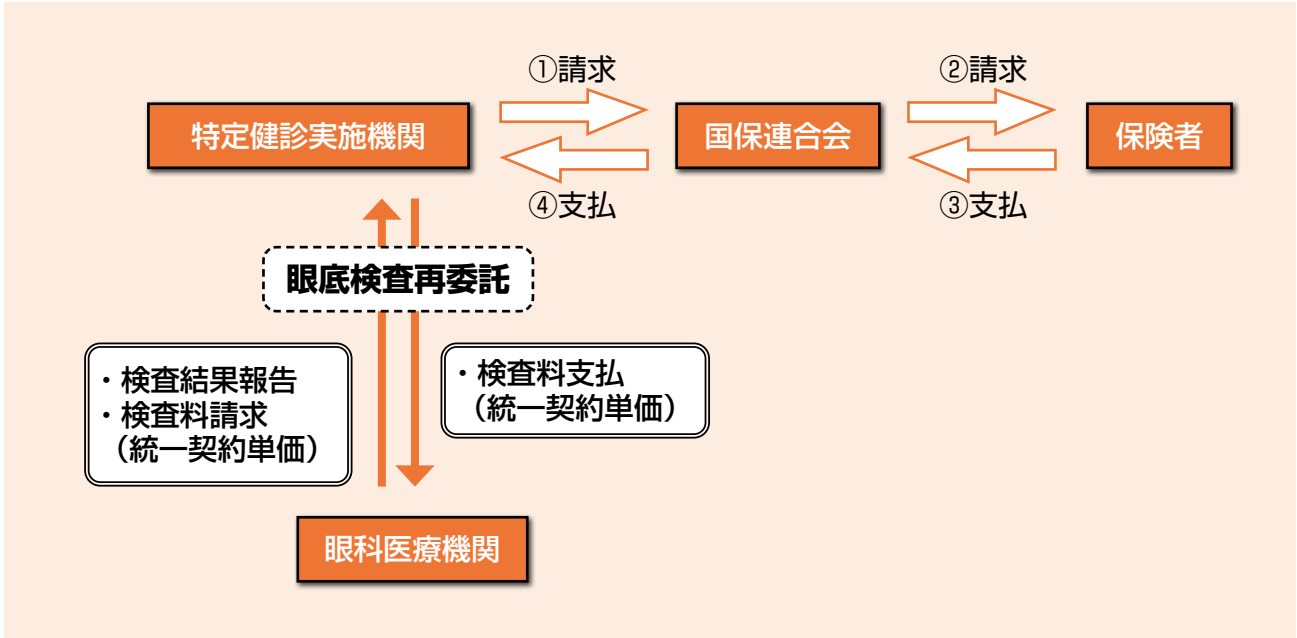 ①請求
②請求
特定健診実施機関
国保連合会
保険者
④支払
③支払
眼底検査再委託
・検査結果報告
・検査料請求
（統一契約単価）
・検査料支払
（統一契約単価）
眼科医療機関